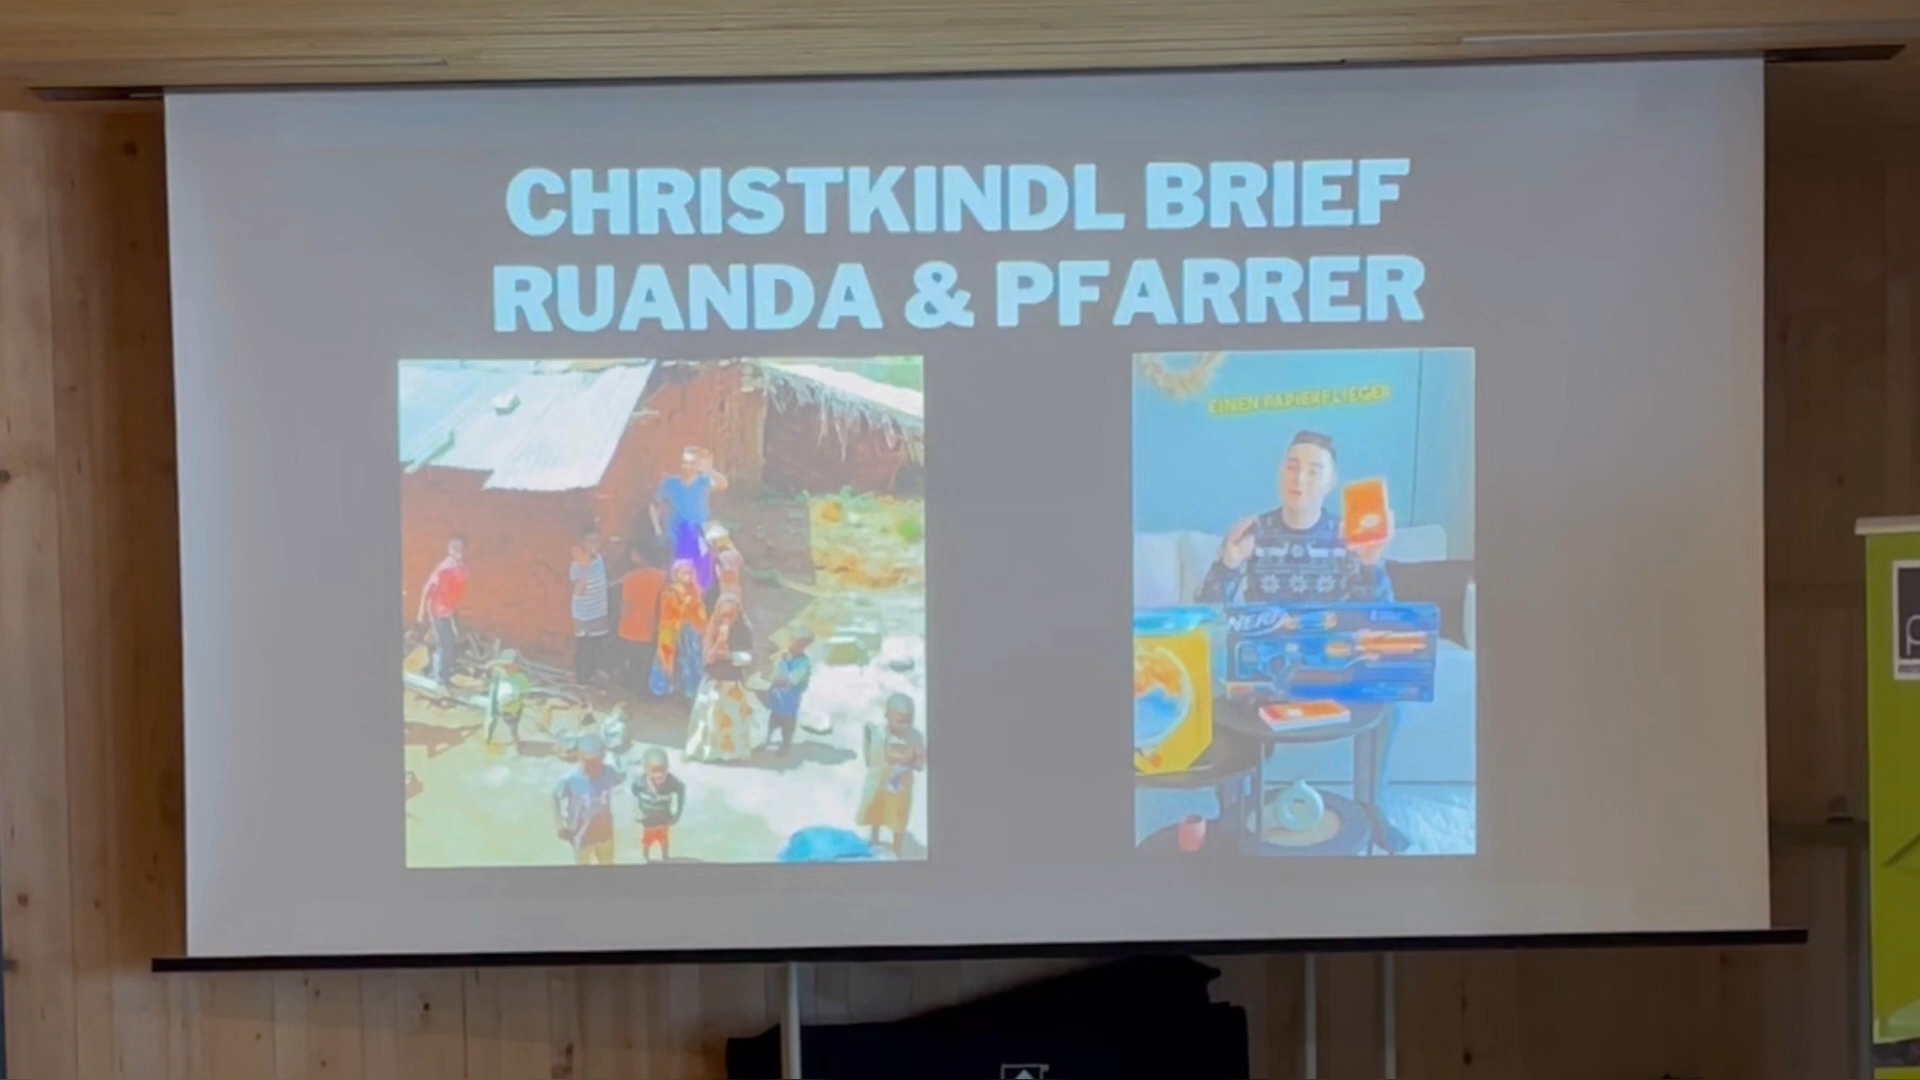 CHRISTKINDL BRIEF
RUANDA & PFARRER
EINEN PAPIERFLIEGER
NERF